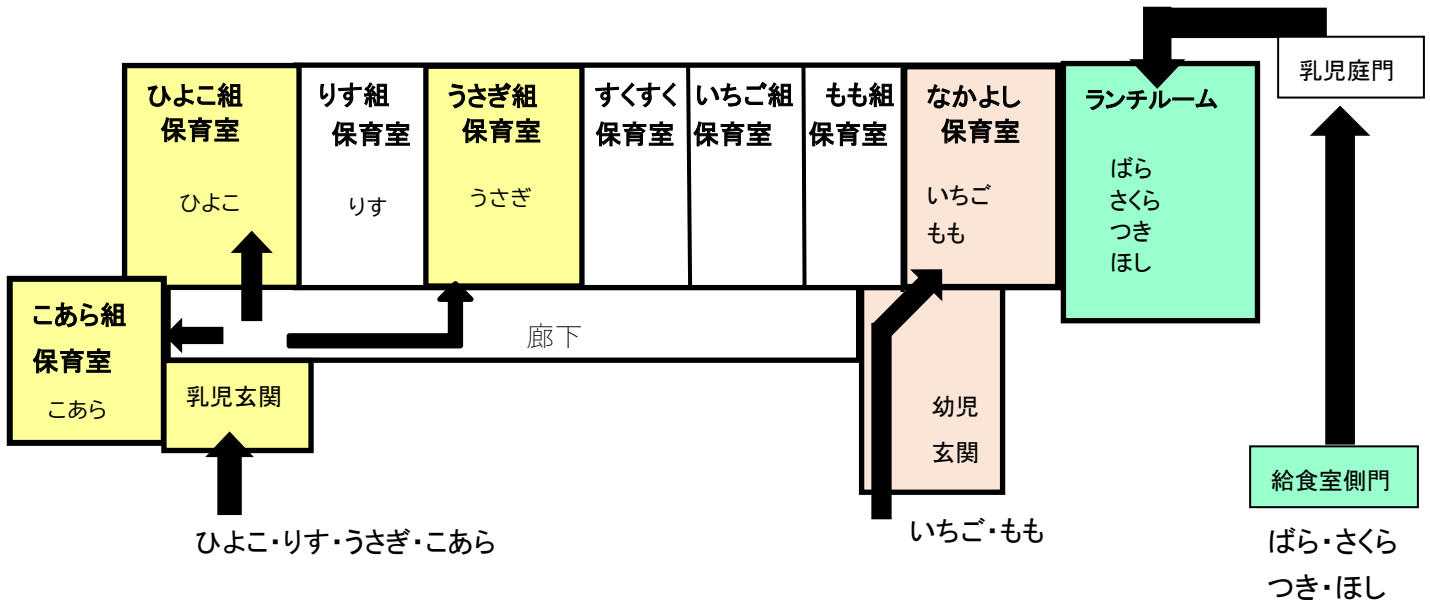 乳児庭門
ひよこ組
保育室
ひよこ
りす組
保育室
りす
うさぎ組
保育室
うさぎ
すくすく
保育室
いちご組
保育室
もも組
保育室
なかよし
保育室
いちご
もも
ランチルーム
ばら
さくら
つき
ほし
こあら組
保育室
こあら
廊下
乳児玄関
幼児
玄関
給食室側門
ひよこ・りす・うさぎ・こあら
いちご・もも
ばら・さくら
つき・ほし